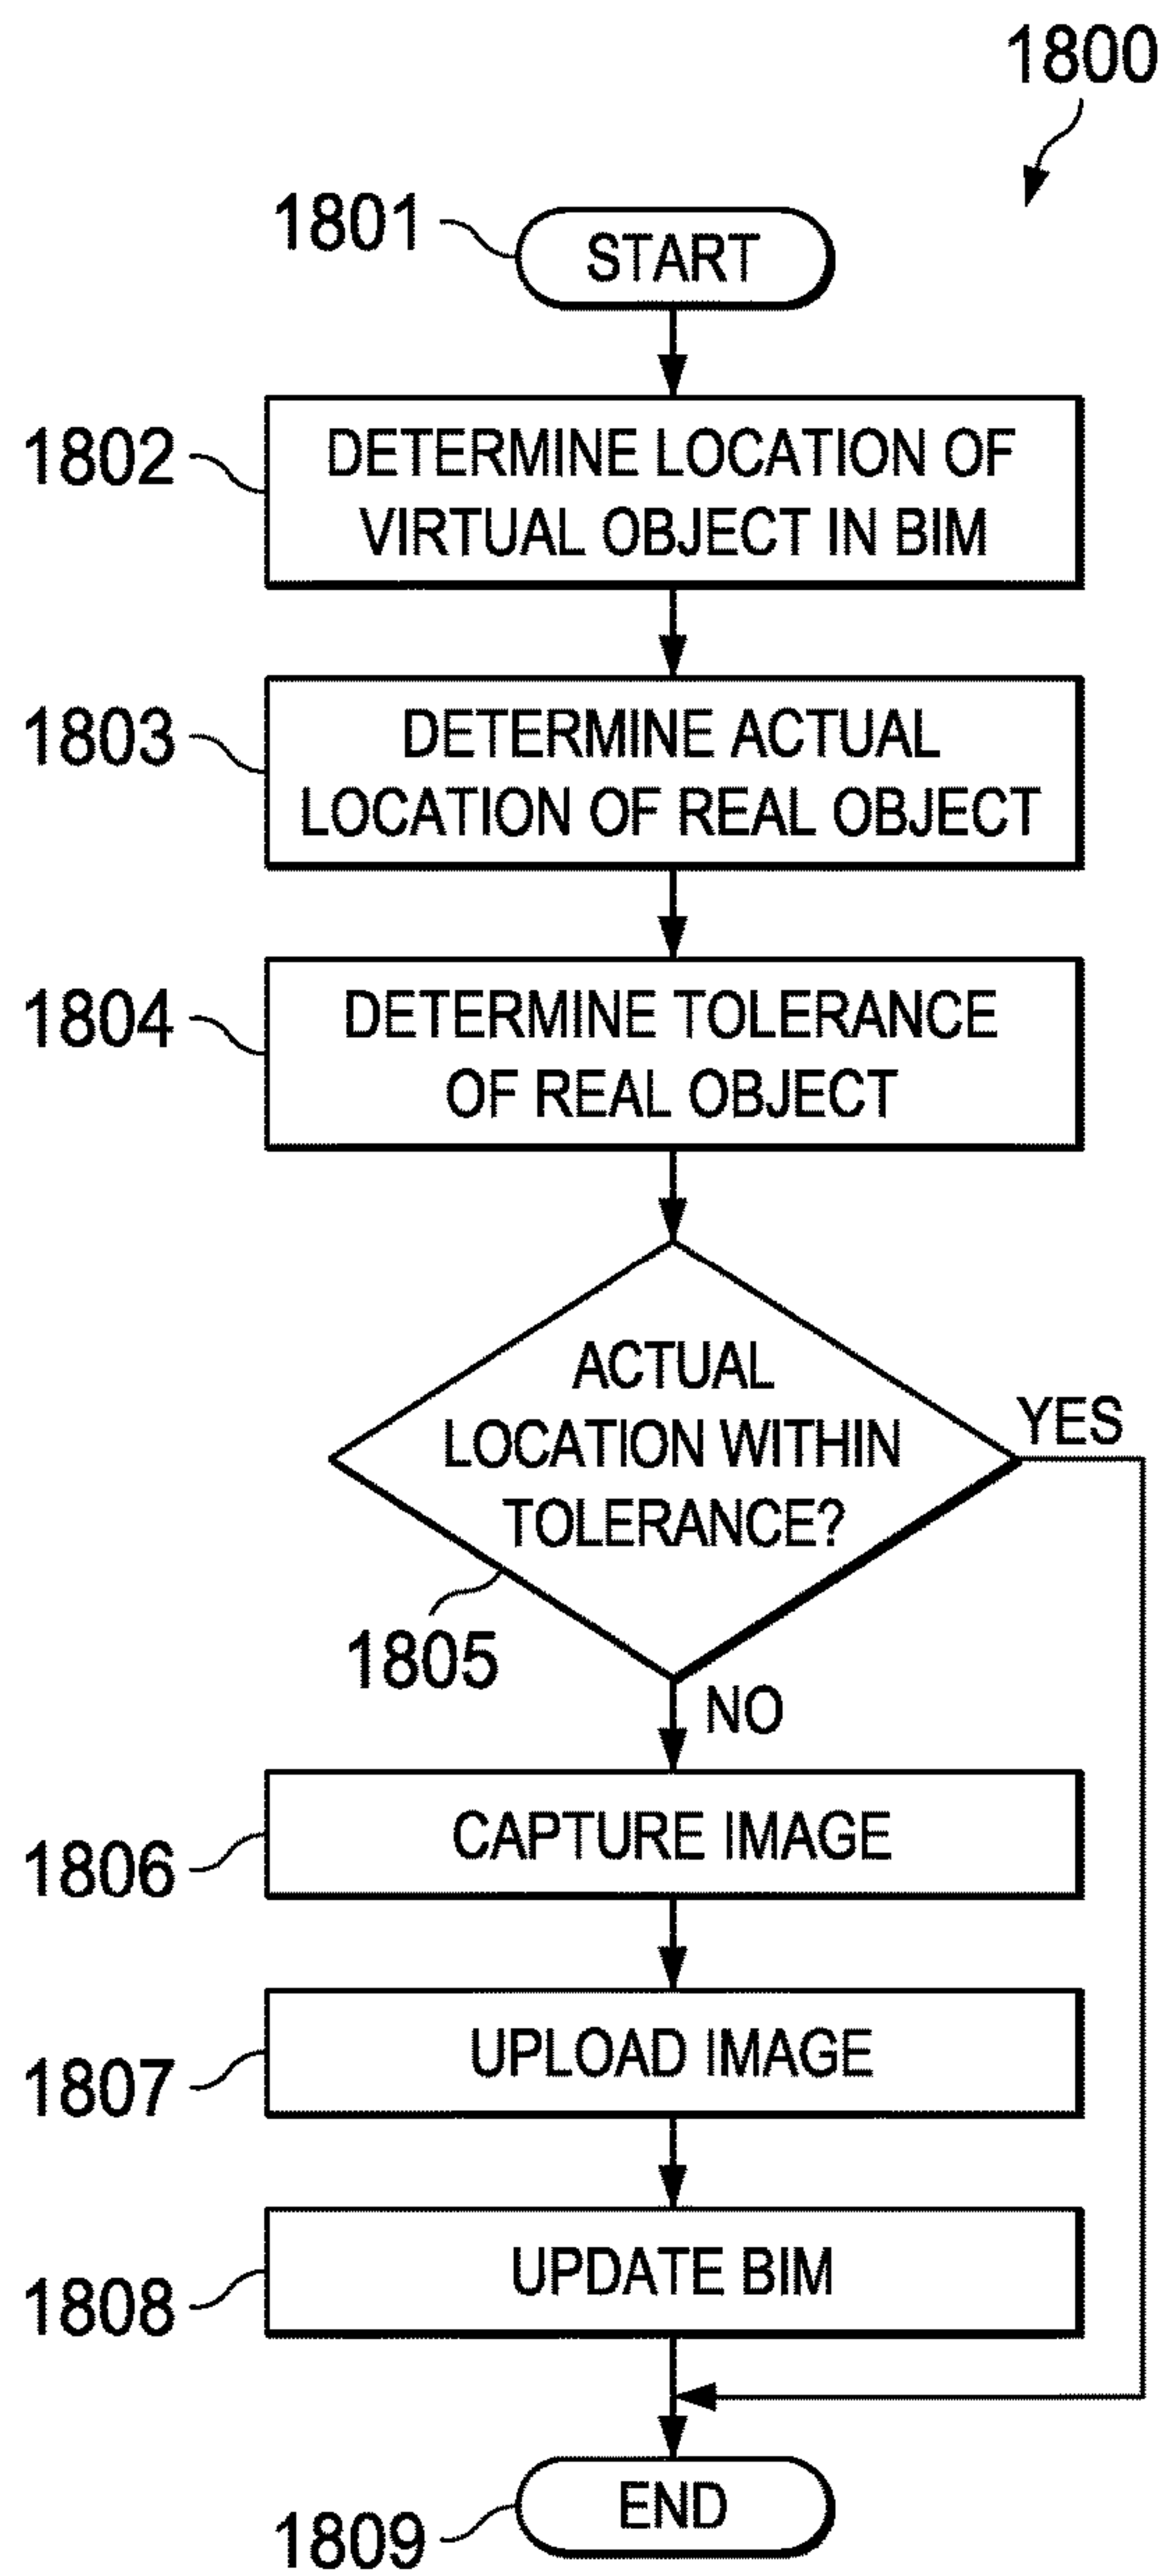 1800
1801
START
1802
DETERMINE LOCATION OF
VIRTUAL OBJECT IN BIM
1803
DETERMINE ACTUAL
LOCATION OF REAL OBJECT
1804
DETERMINE TOLERANCE
OF REAL OBJECT
ACTUAL
LOCATION WITHIN
TOLERANCE?
YES
1805
NO
1806
CAPTURE IMAGE
1807
UPLOAD IMAGE
1808
UPDATE BIM
1809
END